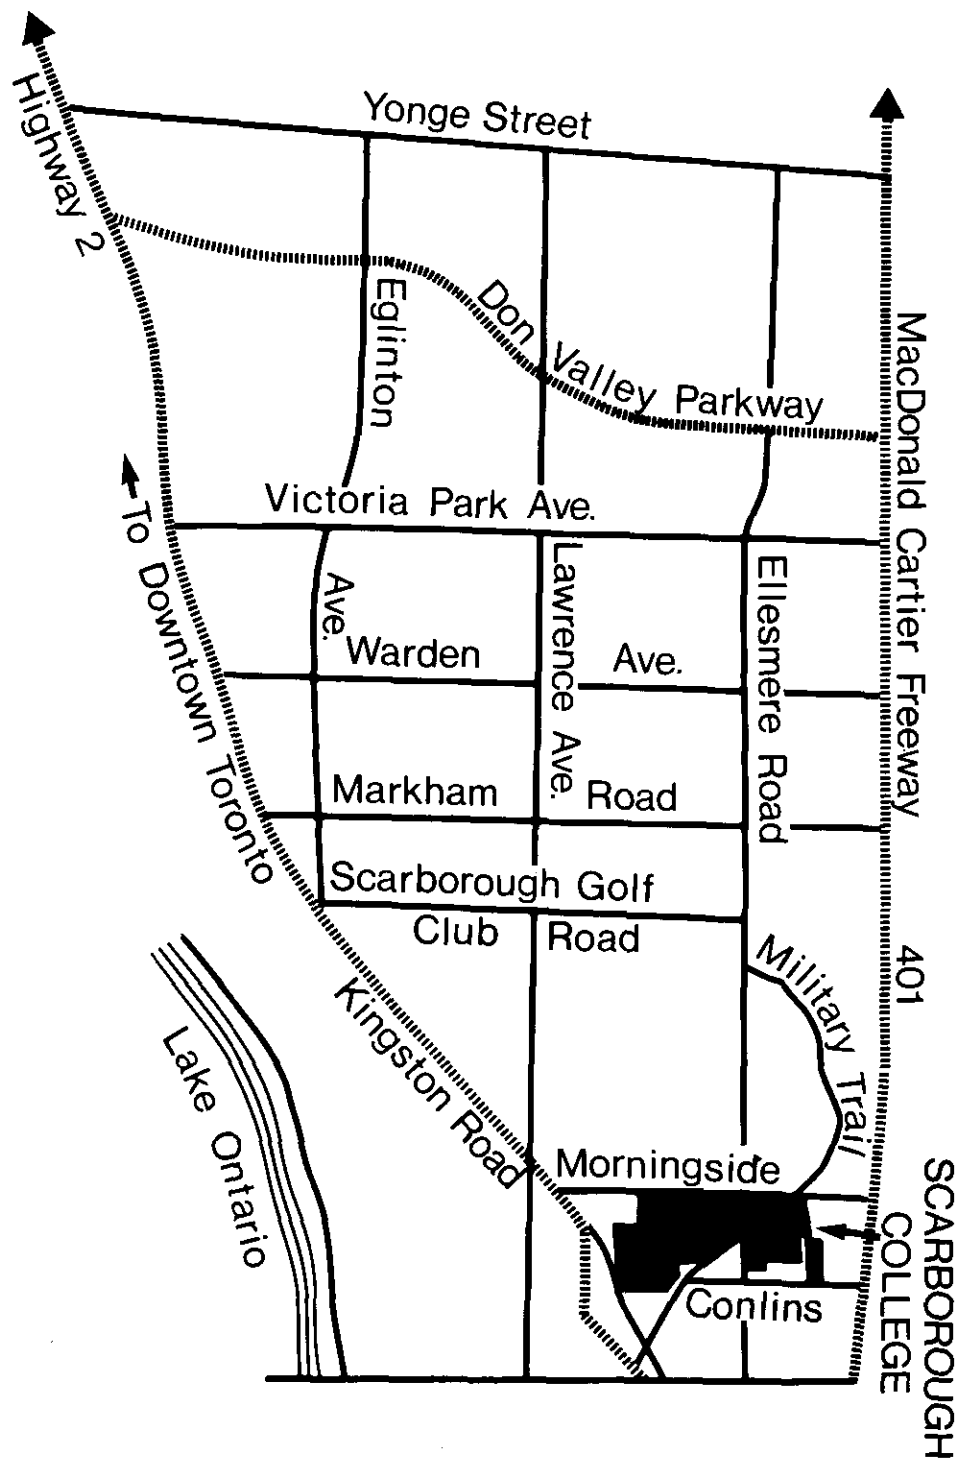 Yonge Street
Highway 2
Don Valley Parkway
Eglinton
Ave.
MacDonald Cartier Freeway 401
Victoria Park Ave.
To Downtown Toronto
Lawrence Ave.
Ellesmere Road
Warden Ave.
Markham Road
Scarborough Golf
Club Road
Military Trail
Kingston Road
Lake Ontario
Morningside
SCARBOROUGH
COLLEGE
Conlins